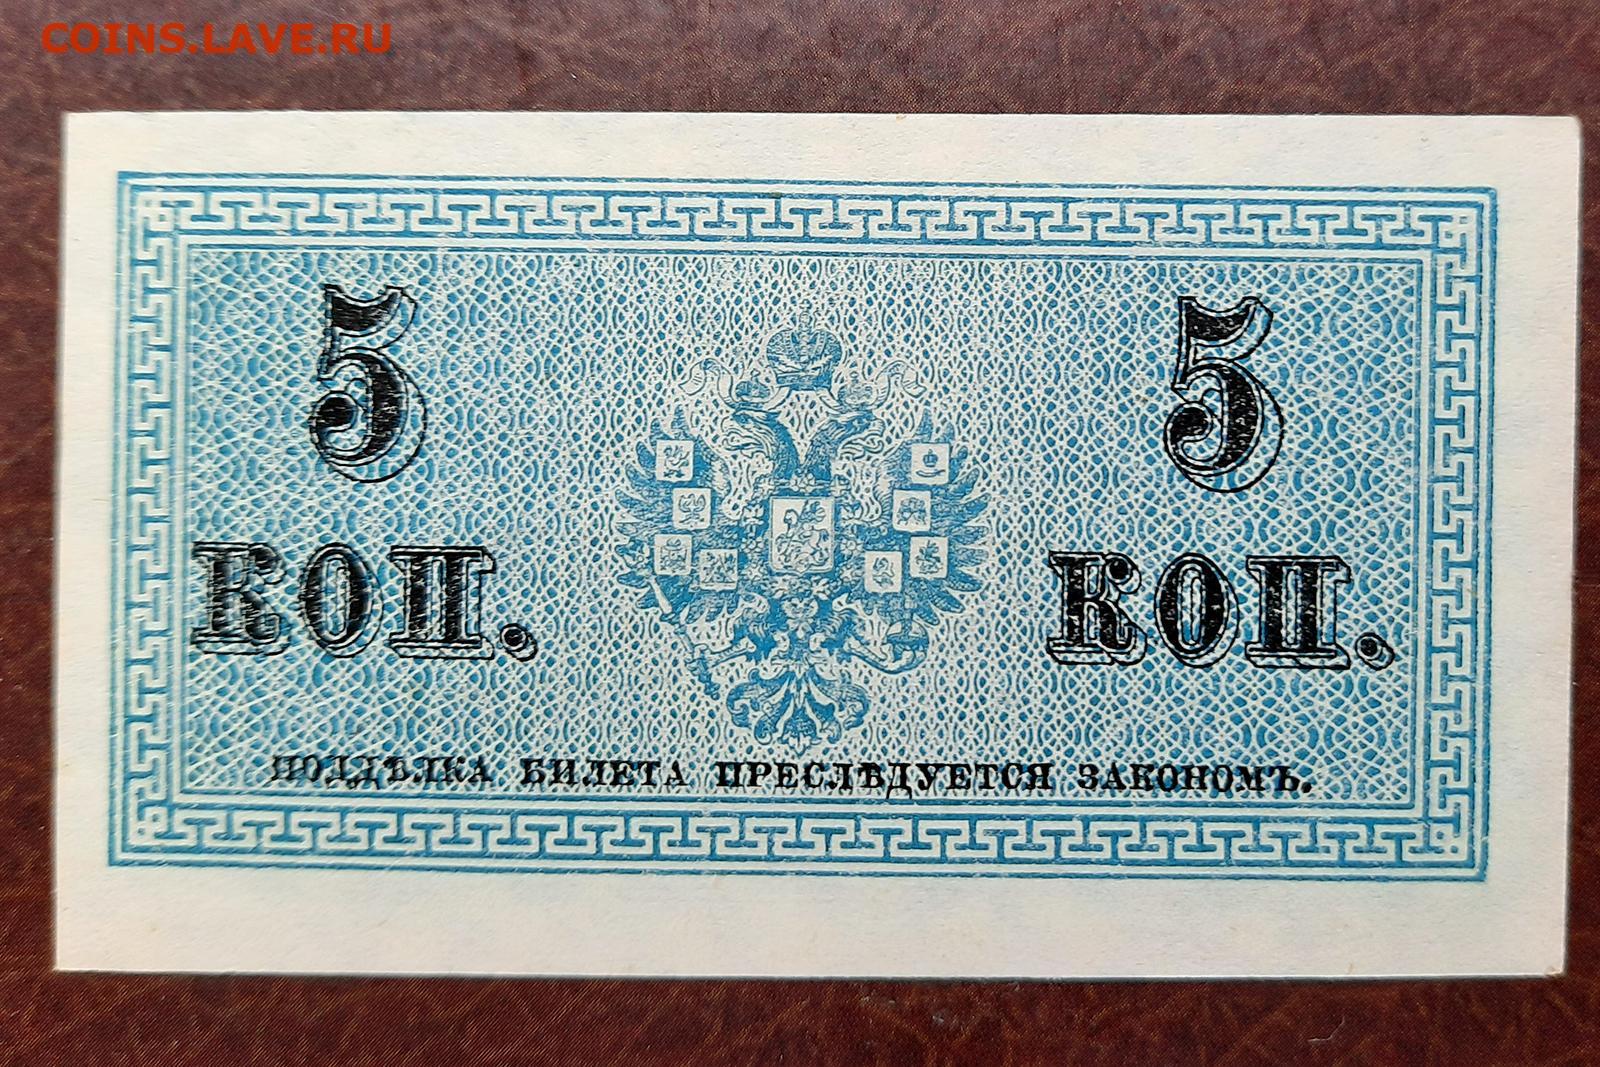 COINS.LAVE.RU
5 5
КОП. КОП.
ПОДДѢЛКА БИЛЕТА ПРЕСЛѢДУЕТСЯ ЗАКОНОМЪ.